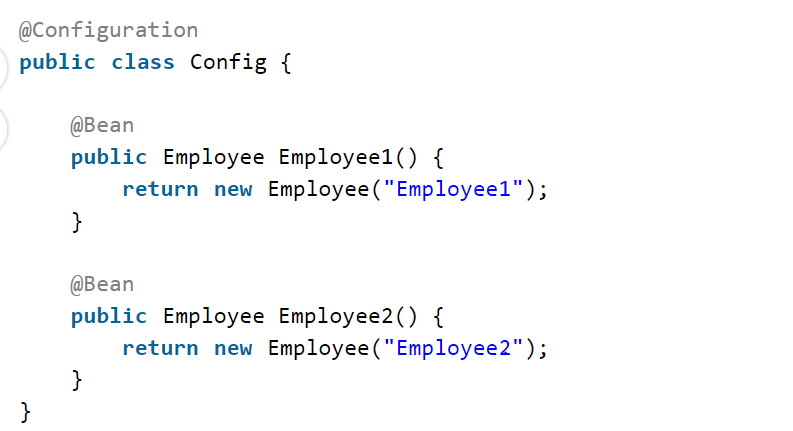 @Configuration
public class Config {
@Bean
public Employee Employee1() {
return new Employee("Employee1");
}
@Bean
public Employee Employee2() {
return new Employee("Employee2");
}
}